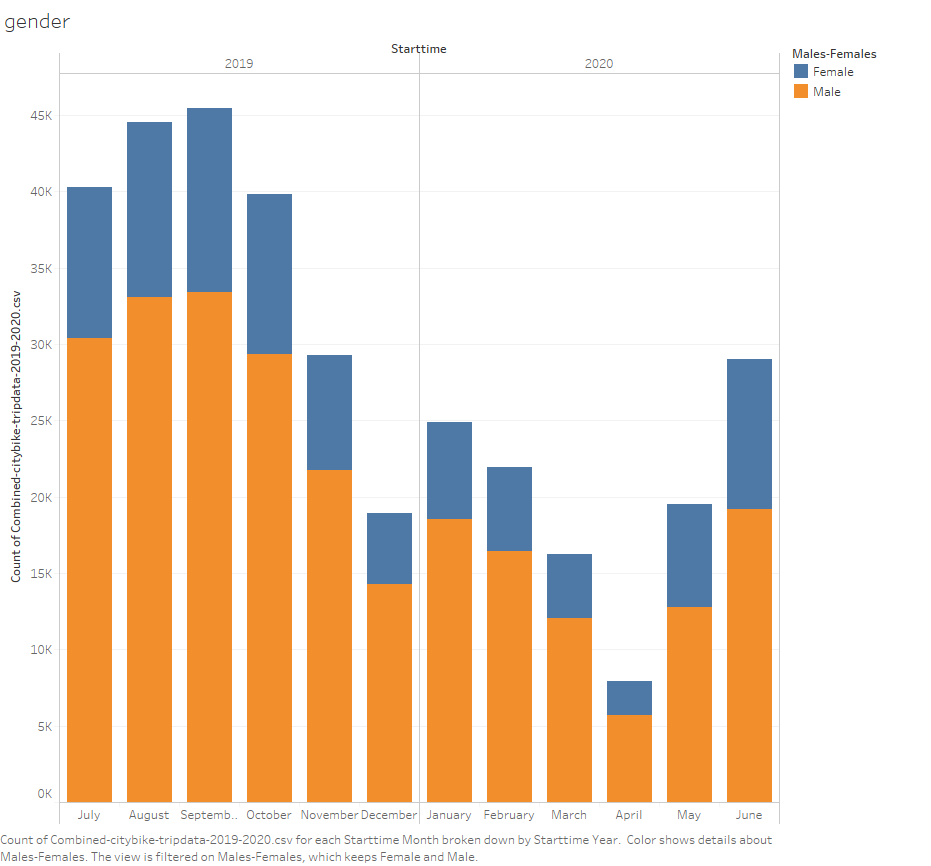 gender
Starttime
2019 2020
Males-Females
Female
Male
45K
40K
35K
30K
25K
20K
15K
10K
5K
0K
Count of Combined-citybike-tripdata-2019-2020.csv
July August Septemb.. October November December January February March April May June
Count of Combined-citybike-tripdata-2019-2020.csv for each Starttime Month broken down by Starttime Year.  Color shows details about
Males-Females. The view is filtered on Males-Females, which keeps Female and Male.